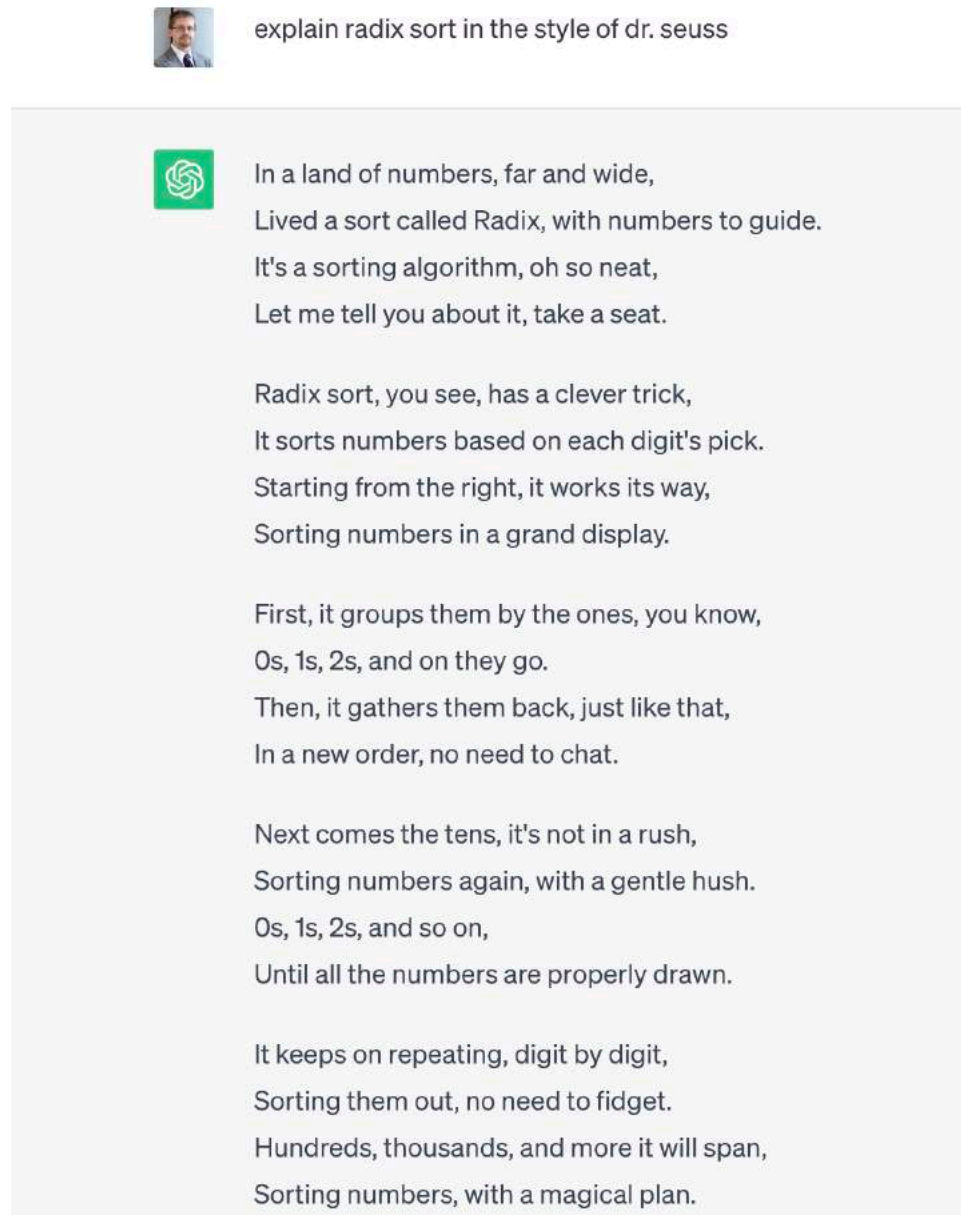 explain radix sort in the style of dr. seuss
In a land of numbers, far and wide,
Lived a sort called Radix, with numbers to guide.
It's a sorting algorithm, oh so neat,
Let me tell you about it, take a seat.
Radix sort, you see, has a clever trick,
It sorts numbers based on each digit's pick.
Starting from the right, it works its way,
Sorting numbers in a grand display.
First, it groups them by the ones, you know,
0s, 1s, 2s, and on they go.
Then, it gathers them back, just like that,
In a new order, no need to chat.
Next comes the tens, it's not in a rush,
Sorting numbers again, with a gentle hush.
0s, 1s, 2s, and so on,
Until all the numbers are properly drawn.
It keeps on repeating, digit by digit,
Sorting them out, no need to fidget.
Hundreds, thousands, and more it will span,
Sorting numbers, with a magical plan.